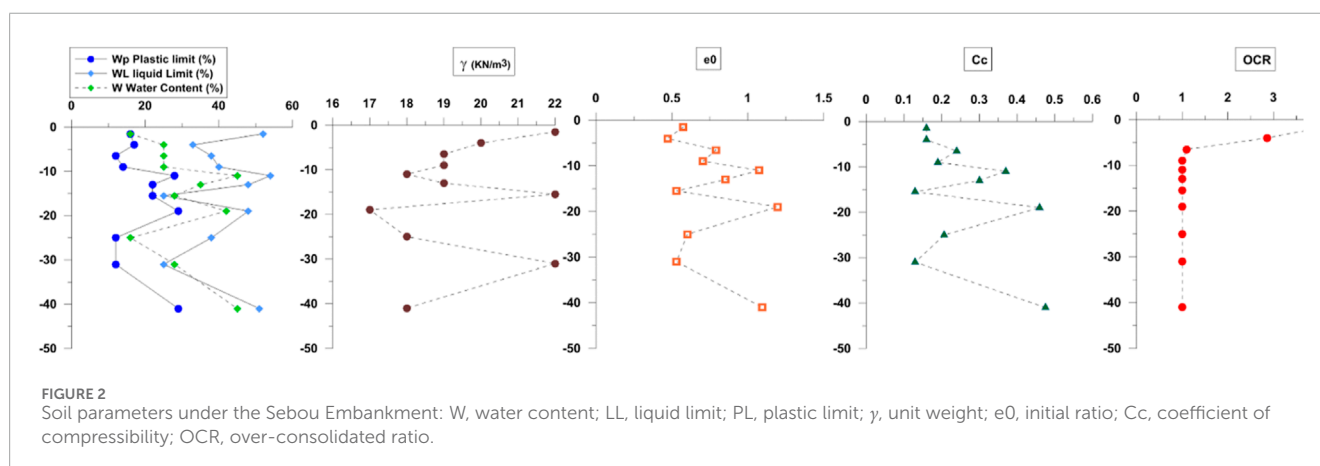 Wp Plastic limit (%)
WL liquid Limit (%)
W Water Content (%)
0 20 40 60
0
-10
-20
-30
-40
-50
γ (KN/m3)
16 17 18 19 20 21 22
0
-10
-20
-30
-40
-50
e0
0 0.5 1 1.5
0
-10
-20
-30
-40
-50
Cc
0 0.1 0.2 0.3 0.4 0.5 0.6
0
-10
-20
-30
-40
-50
OCR
0 1 2 3
0
-10
-20
-30
-40
-50
FIGURE 2
Soil parameters under the Sebou Embankment: W, water content; LL, liquid limit; PL, plastic limit; γ, unit weight; e0, initial ratio; Cc, coefficient of
compressibility; OCR, over-consolidated ratio.